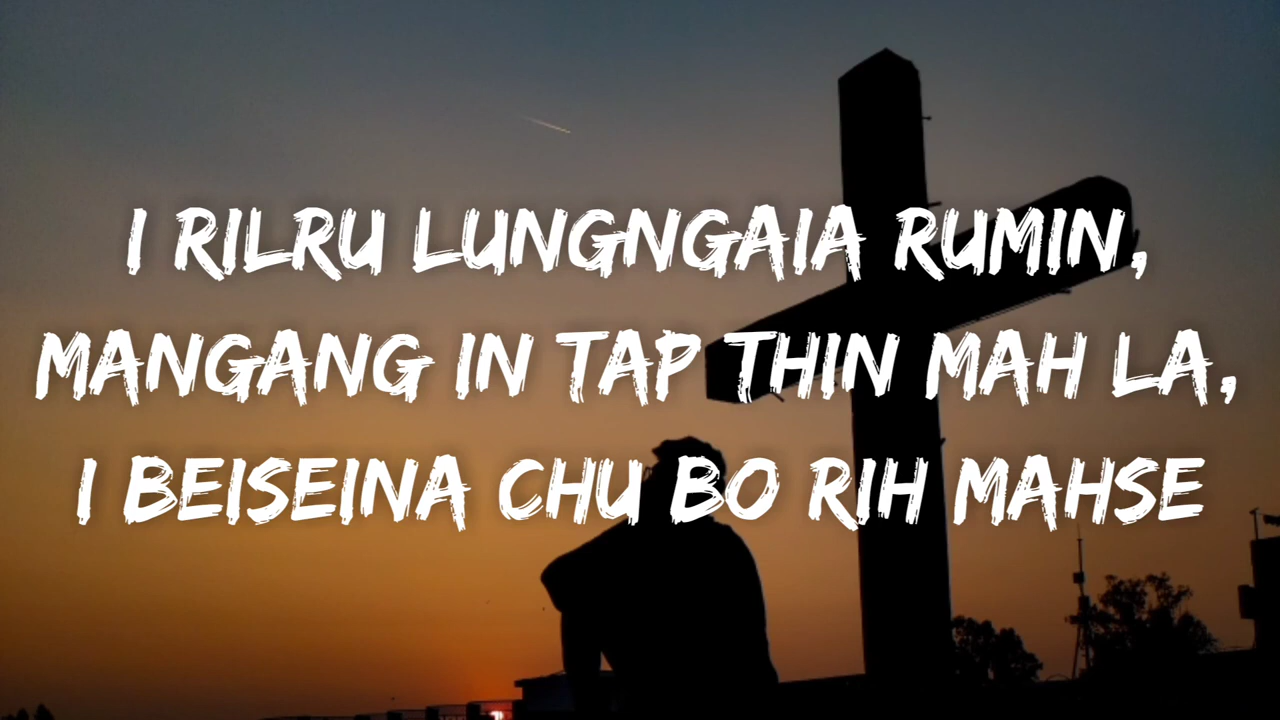 I RILRU LUNGNGAIA RUMIN,
MANGANG IN TAP THIN MAH LA,
I BEISEINA CHU BO RIH MAHSE